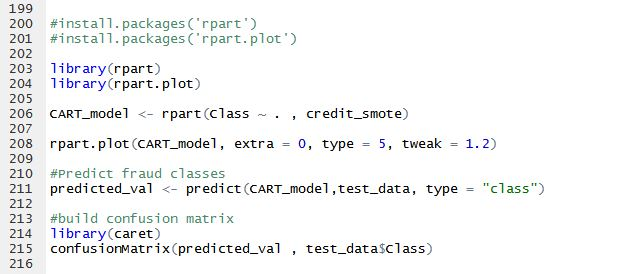 199
200 #install.packages('rpart')
201 #install.packages('rpart.plot')
202
203 library(rpart)
204 library(rpart.plot)
205
206 CART_model <- rpart(Class ~ . , credit_smote)
207
208 rpart.plot(CART_model, extra = 0, type = 5, tweak = 1.2)
209
210 #Predict fraud classes
211 predicted_val <- predict(CART_model,test_data, type = "class")
212
213 #build confusion matrix
214 library(caret)
215 confusionMatrix(predicted_val , test_data$Class)
216